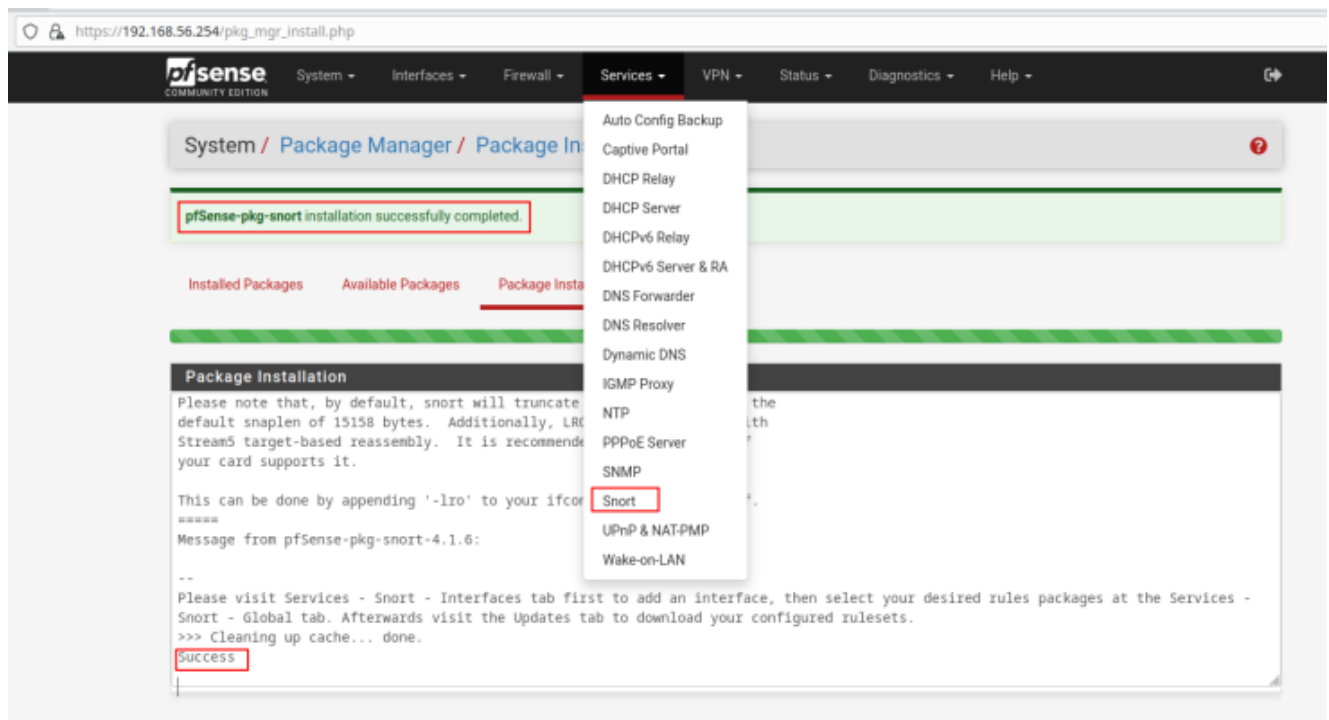 https://192.168.56.254/pkg_mgr_install.php
pfsense
COMMUNITY EDITION
System
Interfaces
Firewall
Services
VPN
Status
Diagnostics
Help
Auto Config Backup
Captive Portal
DHCP Relay
DHCP Server
DHCPv6 Relay
DHCPv6 Server & RA
DNS Forwarder
DNS Resolver
Dynamic DNS
IGMP Proxy
NTP
PPPoE Server
SNMP
Snort
UPnP & NAT-PMP
Wake-on-LAN
System / Package Manager / Package In
pfSense-pkg-snort installation successfully completed.
Installed Packages
Available Packages
Package Insta
Package Installation
Please note that, by default, snort will truncate the
default snaplen of 15158 bytes. Additionally, LRO
Stream5 target-based reassembly. It is recommende
your card supports it.
This can be done by appending '-lro' to your ifcon
=====
Message from pfSense-pkg-snort-4.1.6:
--
Please visit Services - Snort - Interfaces tab first to add an interface, then select your desired rules packages at the Services -
Snort - Global tab. Afterwards visit the Updates tab to download your configured rulesets.
>>> Cleaning up cache... done.
Success